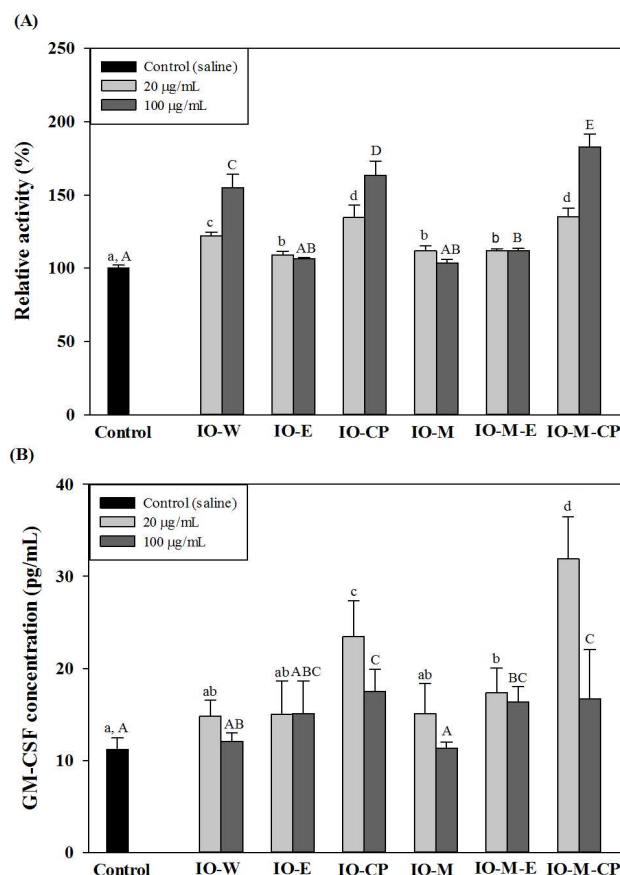 (A)
250
200
150
100
50
0
Relative activity (%)
Control (saline)
20 µg/mL
100 µg/mL
a, A
c
C
b
AB
d
D
b
AB
b
B
d
E
Control
IO-W
IO-E
IO-CP
IO-M
IO-M-E
IO-M-CP
(B)
40
30
20
10
0
GM-CSF concentration (pg/mL)
Control (saline)
20 µg/mL
100 µg/mL
a, A
ab
AB
ab
ABC
c
C
ab
A
b
BC
d
C
Control
IO-W
IO-E
IO-CP
IO-M
IO-M-E
IO-M-CP